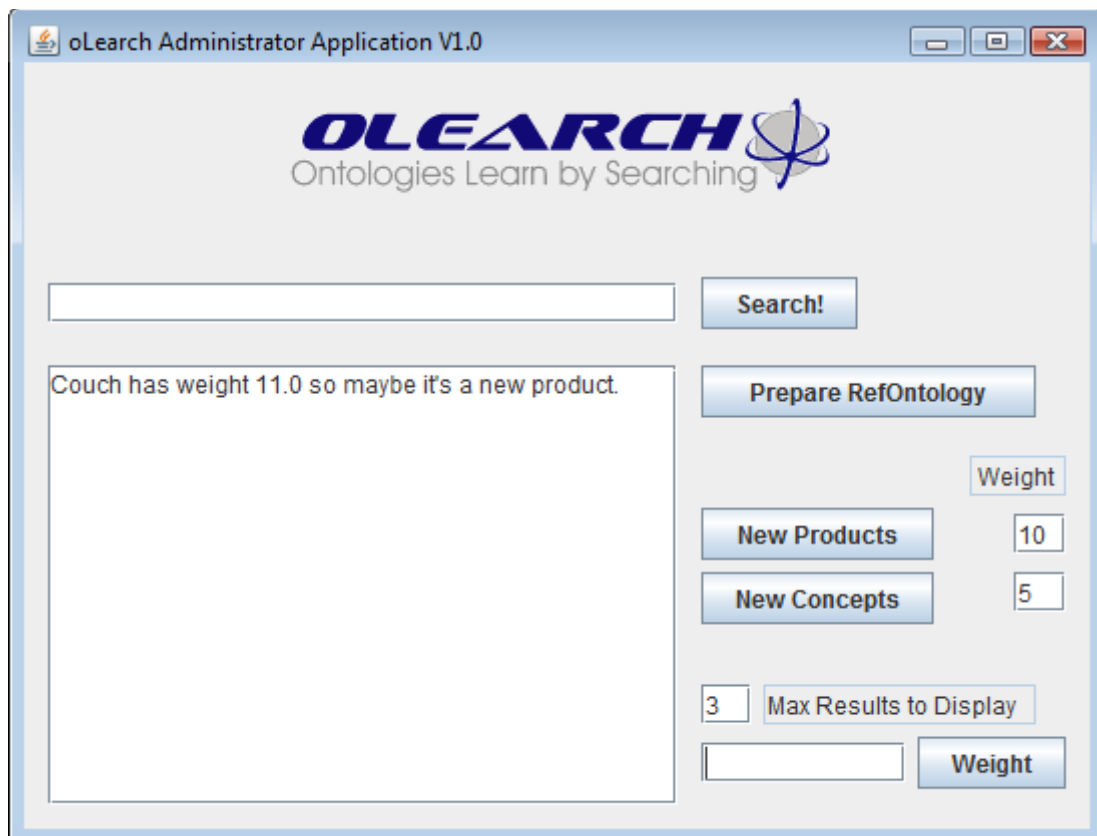 oLearch Administrator Application V1.0
OLEARCH
Ontologies Learn by Searching
Search!
Couch has weight 11.0 so maybe it's a new product.
Prepare RefOntology
Weight
New Products
10
New Concepts
5
3 Max Results to Display
Weight